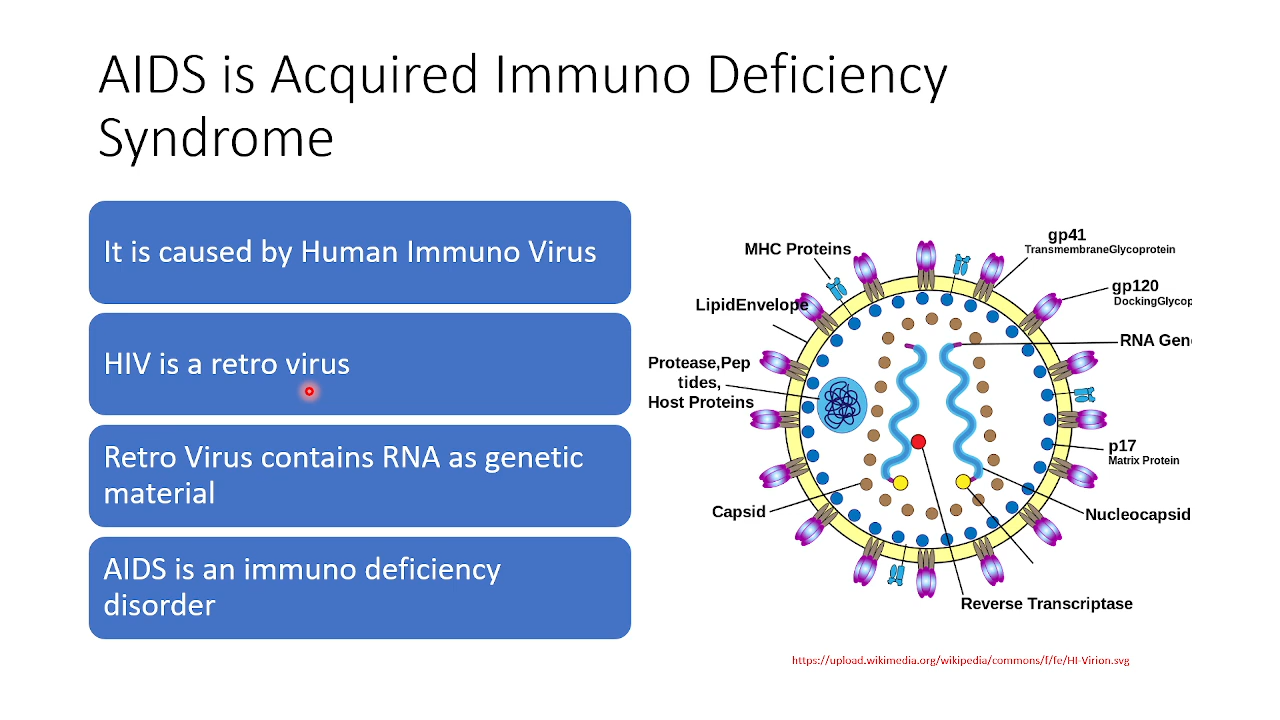 AIDS is Acquired Immuno Deficiency
Syndrome
It is caused by Human Immuno Virus
HIV is a retro virus
Retro Virus contains RNA as genetic
material
AIDS is an immuno deficiency
disorder
MHC Proteins
LipidEnvelope
Protease,Pep
tides,
Host Proteins
Capsid
gp41
TransmembraneGlycoprotein
gp120
DockingGlycop
RNA Gen
p17
Matrix Protein
Nucleocapsid
Reverse Transcriptase
https://upload.wikimedia.org/wikipedia/commons/f/fe/HI-Virion.svg